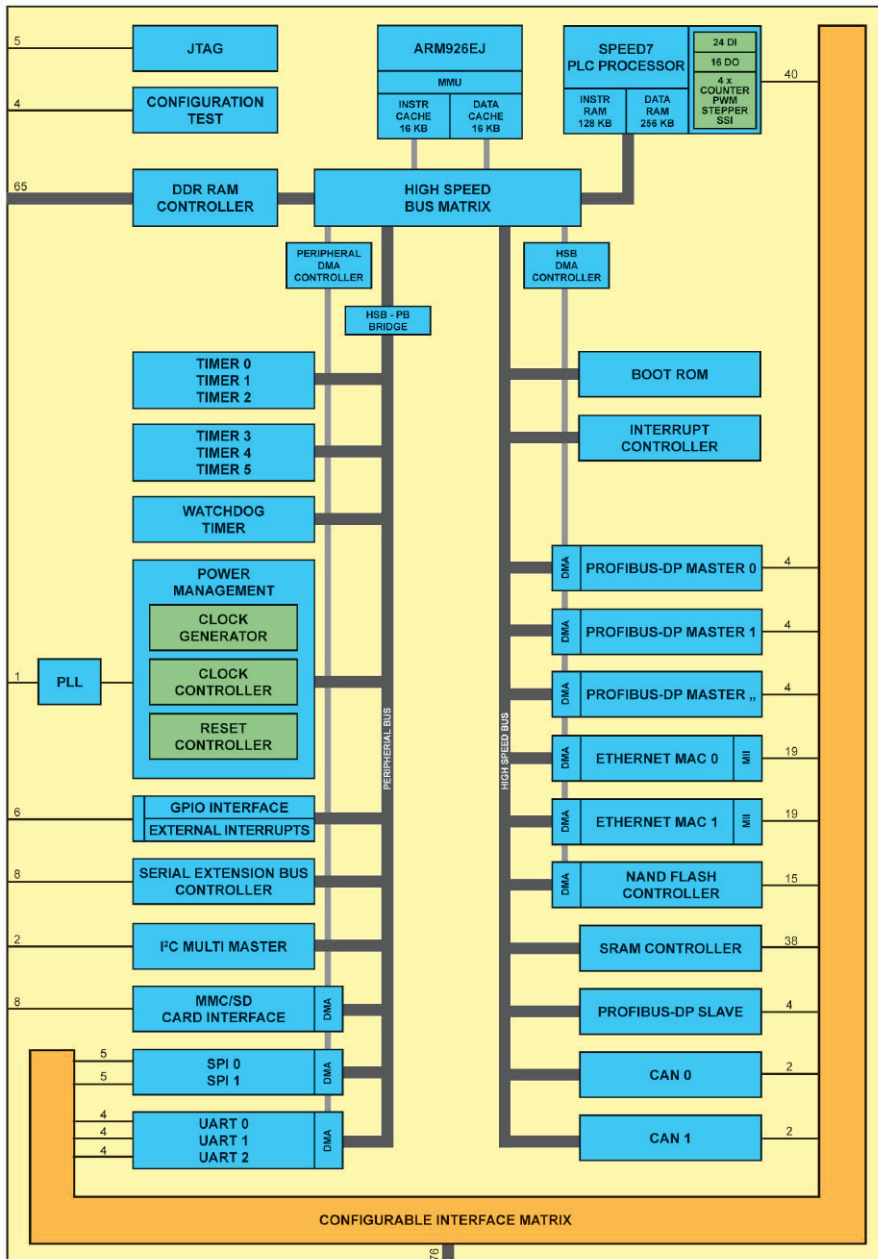 5
JTAG
4
CONFIGURATION
TEST
65
DDR RAM
CONTROLLER
ARM926EJ
MMU
INSTR
CACHE
16 KB
DATA
CACHE
16 KB
SPEED7
PLC PROCESSOR
INSTR
RAM
128 KB
DATA
RAM
256 KB
24 DI
16 DO
4 x
COUNTER
PWM
STEPPER
SSI
40
HIGH SPEED
BUS MATRIX
PERIPHERAL
DMA
CONTROLLER
HSB
DMA
CONTROLLER
HSB - PB
BRIDGE
TIMER 0
TIMER 1
TIMER 2
TIMER 3
TIMER 4
TIMER 5
WATCHDOG
TIMER
POWER
MANAGEMENT
CLOCK
GENERATOR
CLOCK
CONTROLLER
RESET
CONTROLLER
1
PLL
6
GPIO INTERFACE
EXTERNAL INTERRUPTS
8
SERIAL EXTENSION BUS
CONTROLLER
2
I²C MULTI MASTER
8
MMC/SD
CARD INTERFACE
DMA
5
5
SPI 0
SPI 1
DMA
4
4
4
UART 0
UART 1
UART 2
DMA
PERIPHERIAL BUS
HIGH SPEED BUS
BOOT ROM
INTERRUPT
CONTROLLER
DMA
PROFIBUS-DP MASTER 0
4
DMA
PROFIBUS-DP MASTER 1
4
DMA
PROFIBUS-DP MASTER „
4
DMA
ETHERNET MAC 0
MII
19
DMA
ETHERNET MAC 1
MII
19
DMA
NAND FLASH
CONTROLLER
15
SRAM CONTROLLER
38
PROFIBUS-DP SLAVE
4
CAN 0
2
CAN 1
2
CONFIGURABLE INTERFACE MATRIX
76